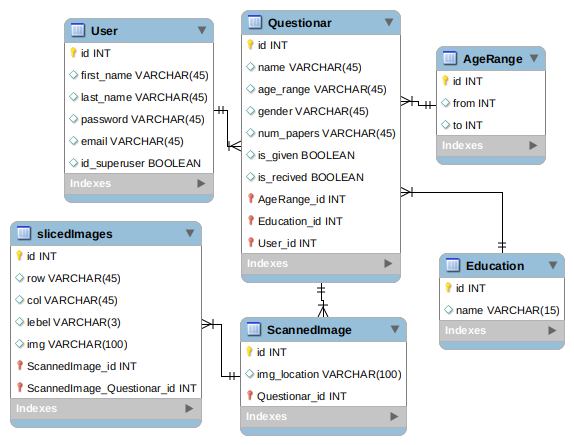 User
id INT
first_name VARCHAR(45)
last_name VARCHAR(45)
password VARCHAR(45)
email VARCHAR(45)
id_superuser BOOLEAN
Indexes
Questionar
id INT
name VARCHAR(45)
age_range VARCHAR(45)
gender VARCHAR(45)
num_papers VARCHAR(45)
is_given BOOLEAN
is_recived BOOLEAN
AgeRange_id INT
Education_id INT
User_id INT
Indexes
AgeRange
id INT
from INT
to INT
Indexes
slicedImages
id INT
row VARCHAR(45)
col VARCHAR(45)
lebel VARCHAR(3)
img VARCHAR(100)
ScannedImage_id INT
ScannedImage_Questionar_id INT
Indexes
ScannedImage
id INT
img_location VARCHAR(100)
Questionar_id INT
Indexes
Education
id INT
name VARCHAR(15)
Indexes